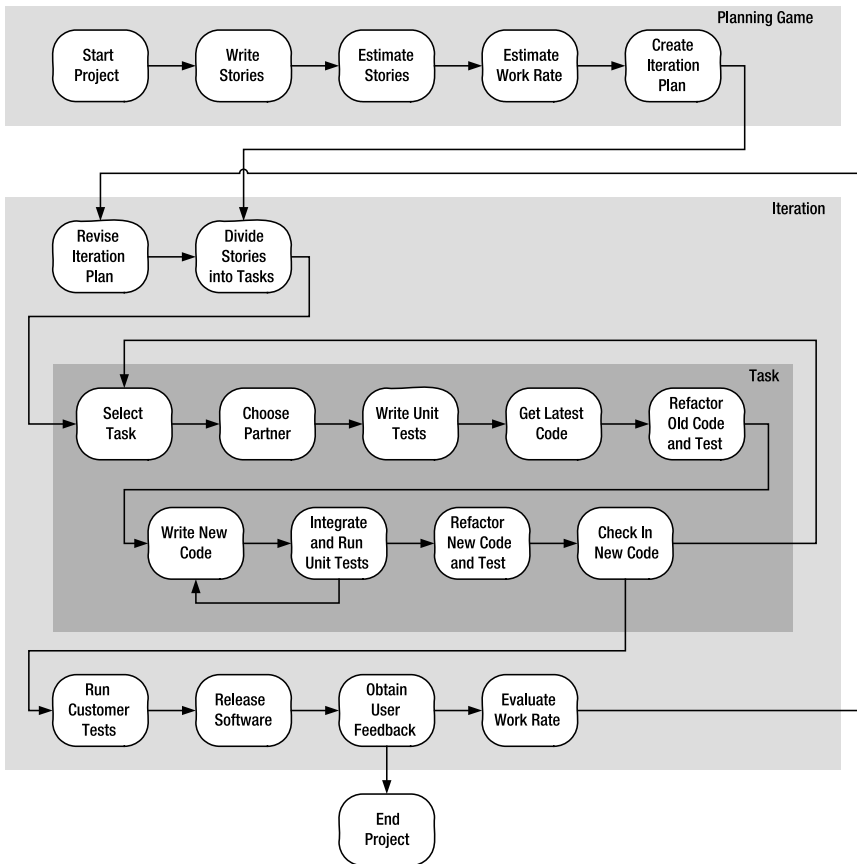 Planning Game
Start
Project
Write
Stories
Estimate
Stories
Estimate
Work Rate
Create
Iteration
Plan
Iteration
Revise
Iteration
Plan
Divide
Stories
into Tasks
Task
Select
Task
Choose
Partner
Write Unit
Tests
Get Latest
Code
Refactor
Old Code
and Test
Write New
Code
Integrate
and Run
Unit Tests
Refactor
New Code
and Test
Check In
New Code
Run
Customer
Tests
Release
Software
Obtain
User
Feedback
Evaluate
Work Rate
End
Project